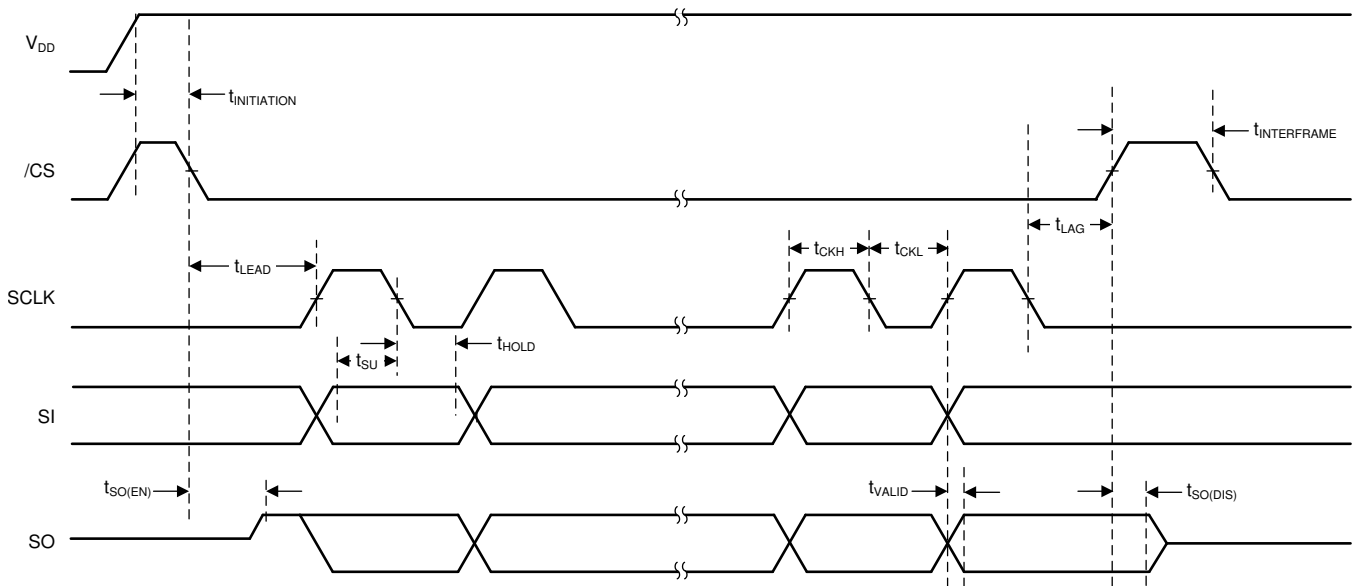 VDD
tINITIATION
/CS
tINTERFRAME
tLAG
tCKH
tCKL
tLEAD
SCLK
tHOLD
tSU
SI
tSO(EN)
tVALID
tSO(DIS)
SO